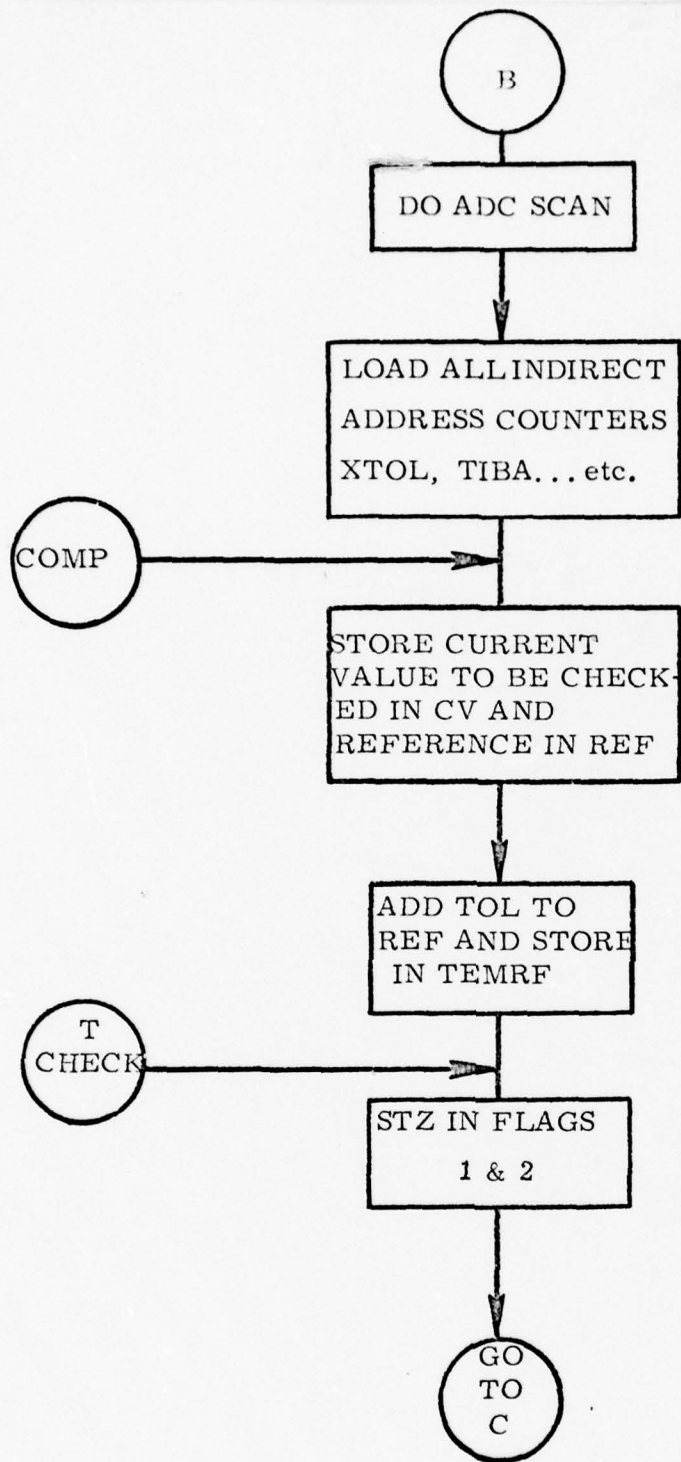 B
DO ADC SCAN
LOAD ALL INDIRECT
ADDRESS COUNTERS
XTOL, TIBA...etc.
COMP
STORE CURRENT
VALUE TO BE CHECK-
ED IN CV AND
REFERENCE IN REF
ADD TOL TO
REF AND STORE
IN TEMRF
T
CHECK
STZ IN FLAGS
1 & 2
GO
TO
C